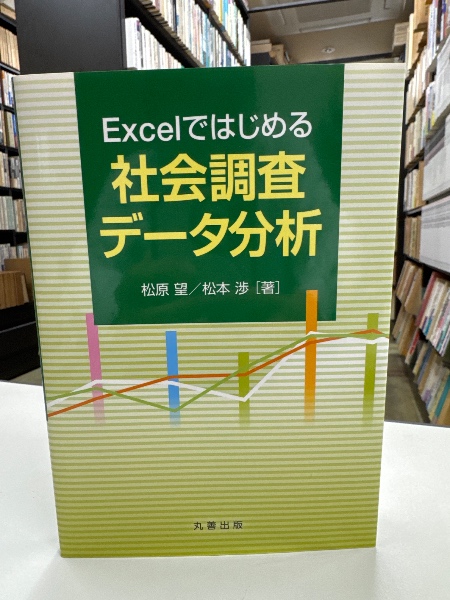 Excelではじめる
社会調査
データ分析
松原 望/松本 渉 [著]
丸善出版